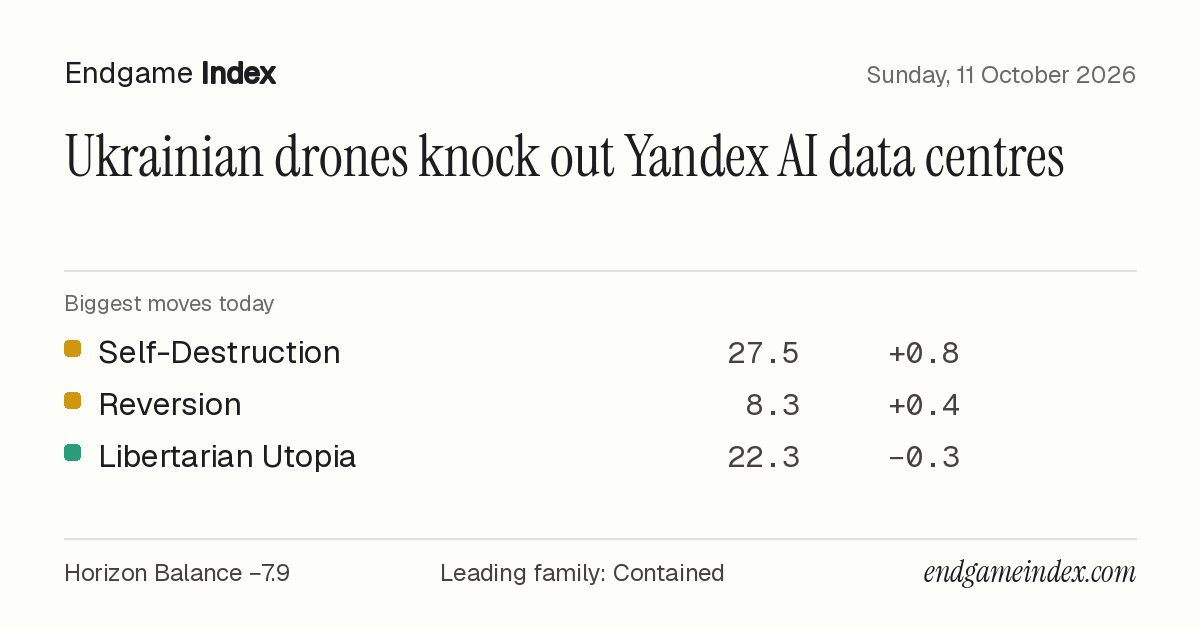 Endgame Index
Sunday, 11 October 2026
Ukrainian drones knock out Yandex AI data centres
Biggest moves today
Self-Destruction 27.5 +0.8
Reversion 8.3 +0.4
Libertarian Utopia 22.3 −0.3
Horizon Balance −7.9
Leading family: Contained
endgameindex.com